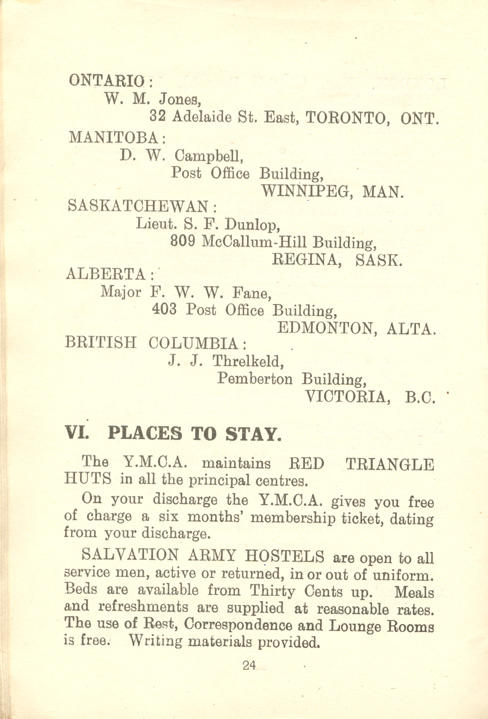 ONTARIO:
W. M. Jones,
32 Adelaide St. East, TORONTO, ONT.
MANITOBA:
D. W. Campbell,
Post Office Building,
WINNIPEG, MAN.
SASKATCHEWAN:
Lieut. S. F. Dunlop,
809 McCallum-Hill Building,
REGINA, SASK.
ALBERTA:
Major F. W. W. Fane,
403 Post Office Building,
EDMONTON, ALTA.
BRITISH COLUMBIA:
J. J. Threlkeld,
Pemberton Building,
VICTORIA, B.C.
VI. PLACES TO STAY.
The Y.M.C.A. maintains RED TRIANGLE
HUTS in all the principal centres.
On your discharge the Y.M.C.A. gives you free
of charge a six months' membership ticket, dating
from your discharge.
SALVATION ARMY HOSTELS are open to all
service men, active or returned, in or out of uniform.
Beds are available from Thirty Cents up. Meals
and refreshments are supplied at reasonable rates.
The use of Rest, Correspondence and Lounge Rooms
is free. Writing materials provided.
24